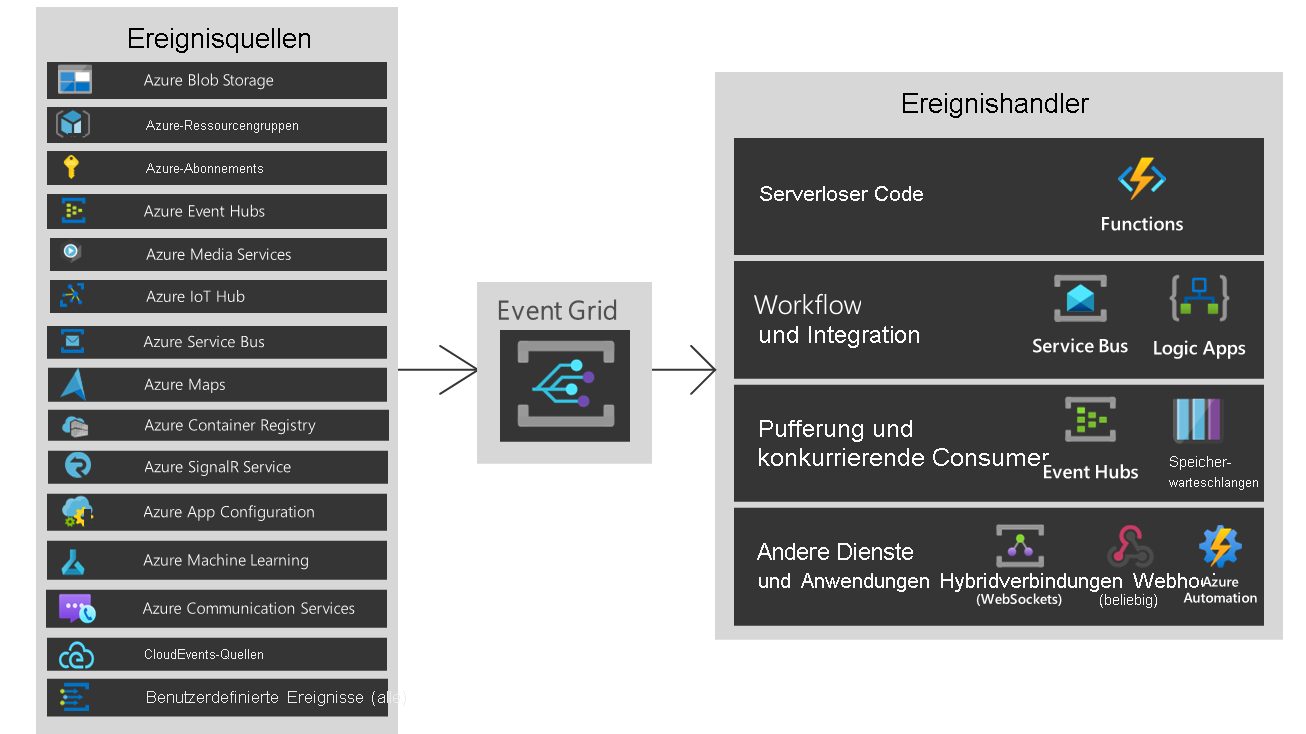 Ereignisquellen
Azure Blob Storage
Azure-Ressourcengruppen
Azure-Abonnements
Azure Event Hubs
Azure Media Services
Azure IoT Hub
Azure Service Bus
Azure Maps
Azure Container Registry
Azure SignalR Service
Azure App Configuration
Azure Machine Learning
Azure Communication Services
CloudEvents-Quellen
Benutzerdefinierte Ereignisse (alle)
Event Grid
Ereignishandler
Serverloser Code
Functions
Workflow
und Integration
Service Bus
Logic Apps
Pufferung und
konkurrierende Consumer
Event Hubs
Speicher-
warteschlangen
Andere Dienste
und Anwendungen
Hybridverbindungen
(WebSockets)
(beliebig)
Azure
Automation